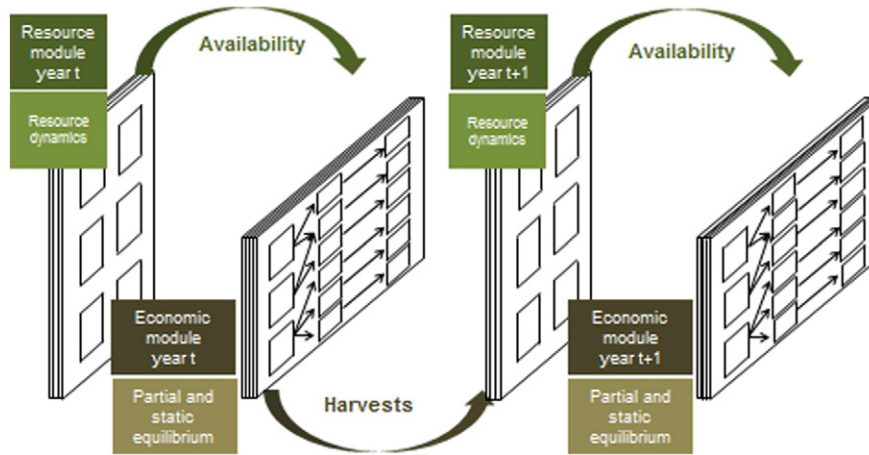 Resource
module
year t
Resource
dynamics
Availability
Economic
module
year t
Partial and
static
equilibrium
Harvests
Resource
module
year t+1
Resource
dynamics
Availability
Economic
module
year t+1
Partial and
static
equilibrium